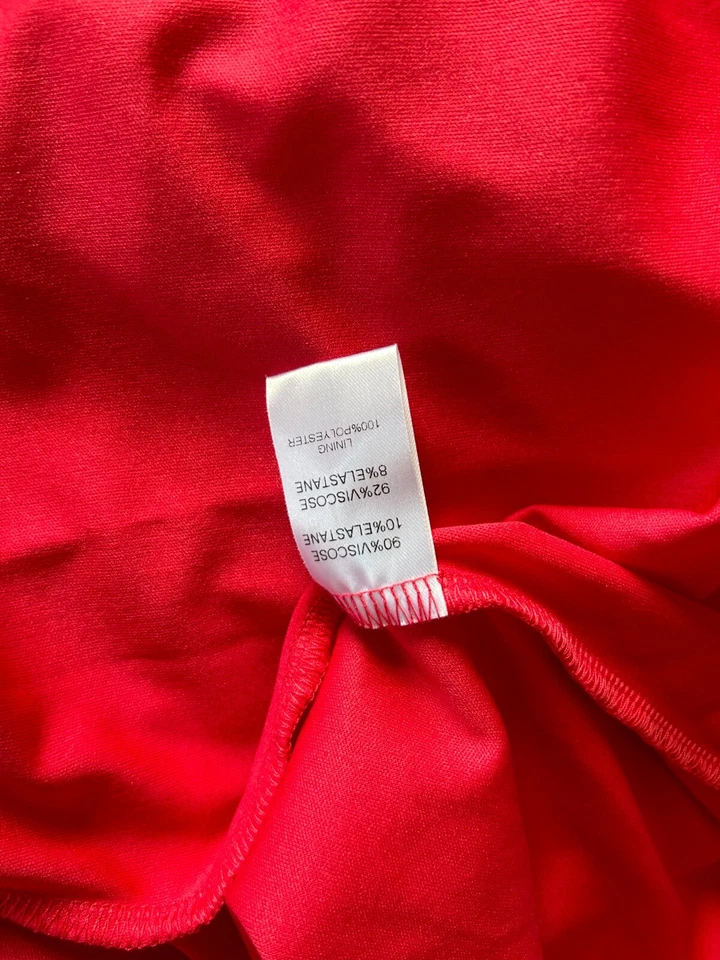 90%VISCOSE
10%ELASTANE
92%VISCOSE
8%ELASTANE
LINING
100%POLYESTER